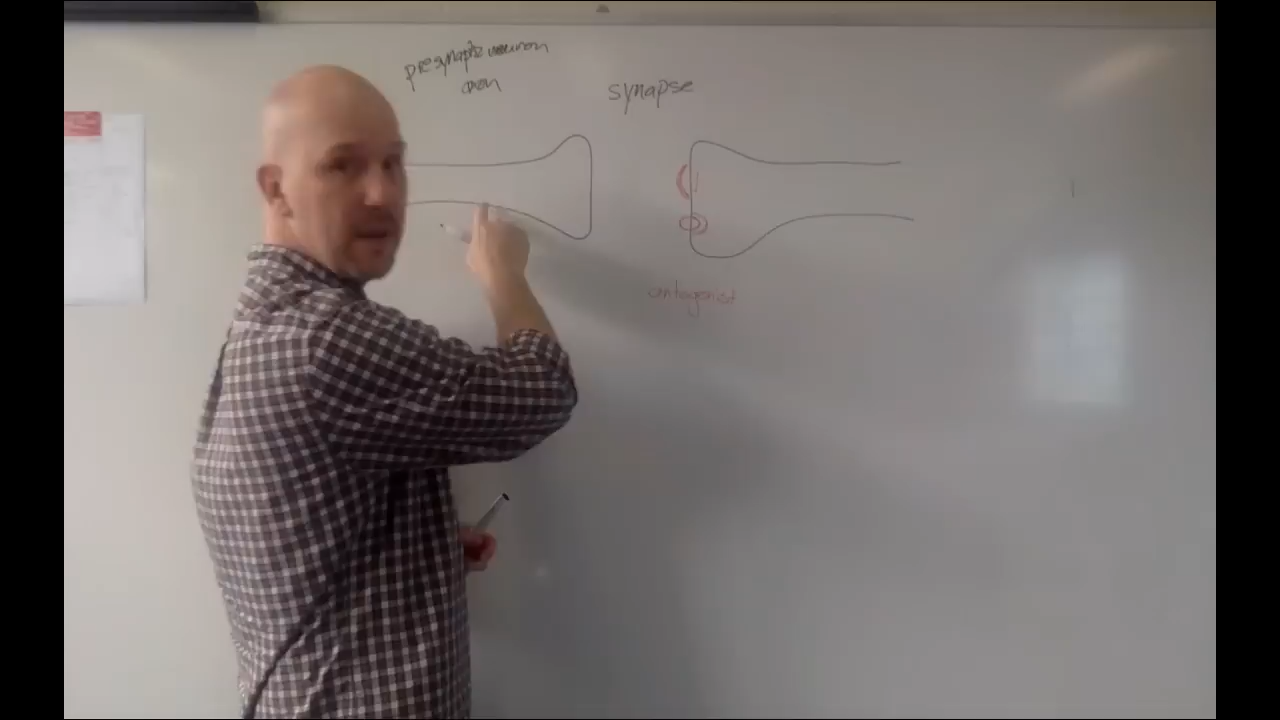 presynaptic neuron
axon
synapse
antagonist